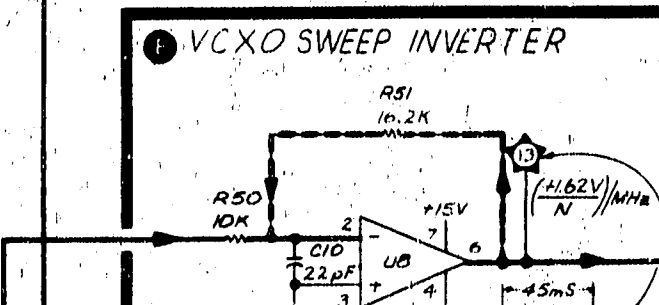 VCXO SWEEP INVERTER
R51
16.2K
13
(+1.62V/N)/MHz
R50
10K
+15V
2
-
7
6
C10
22pF
U8
+
3
4
45mS